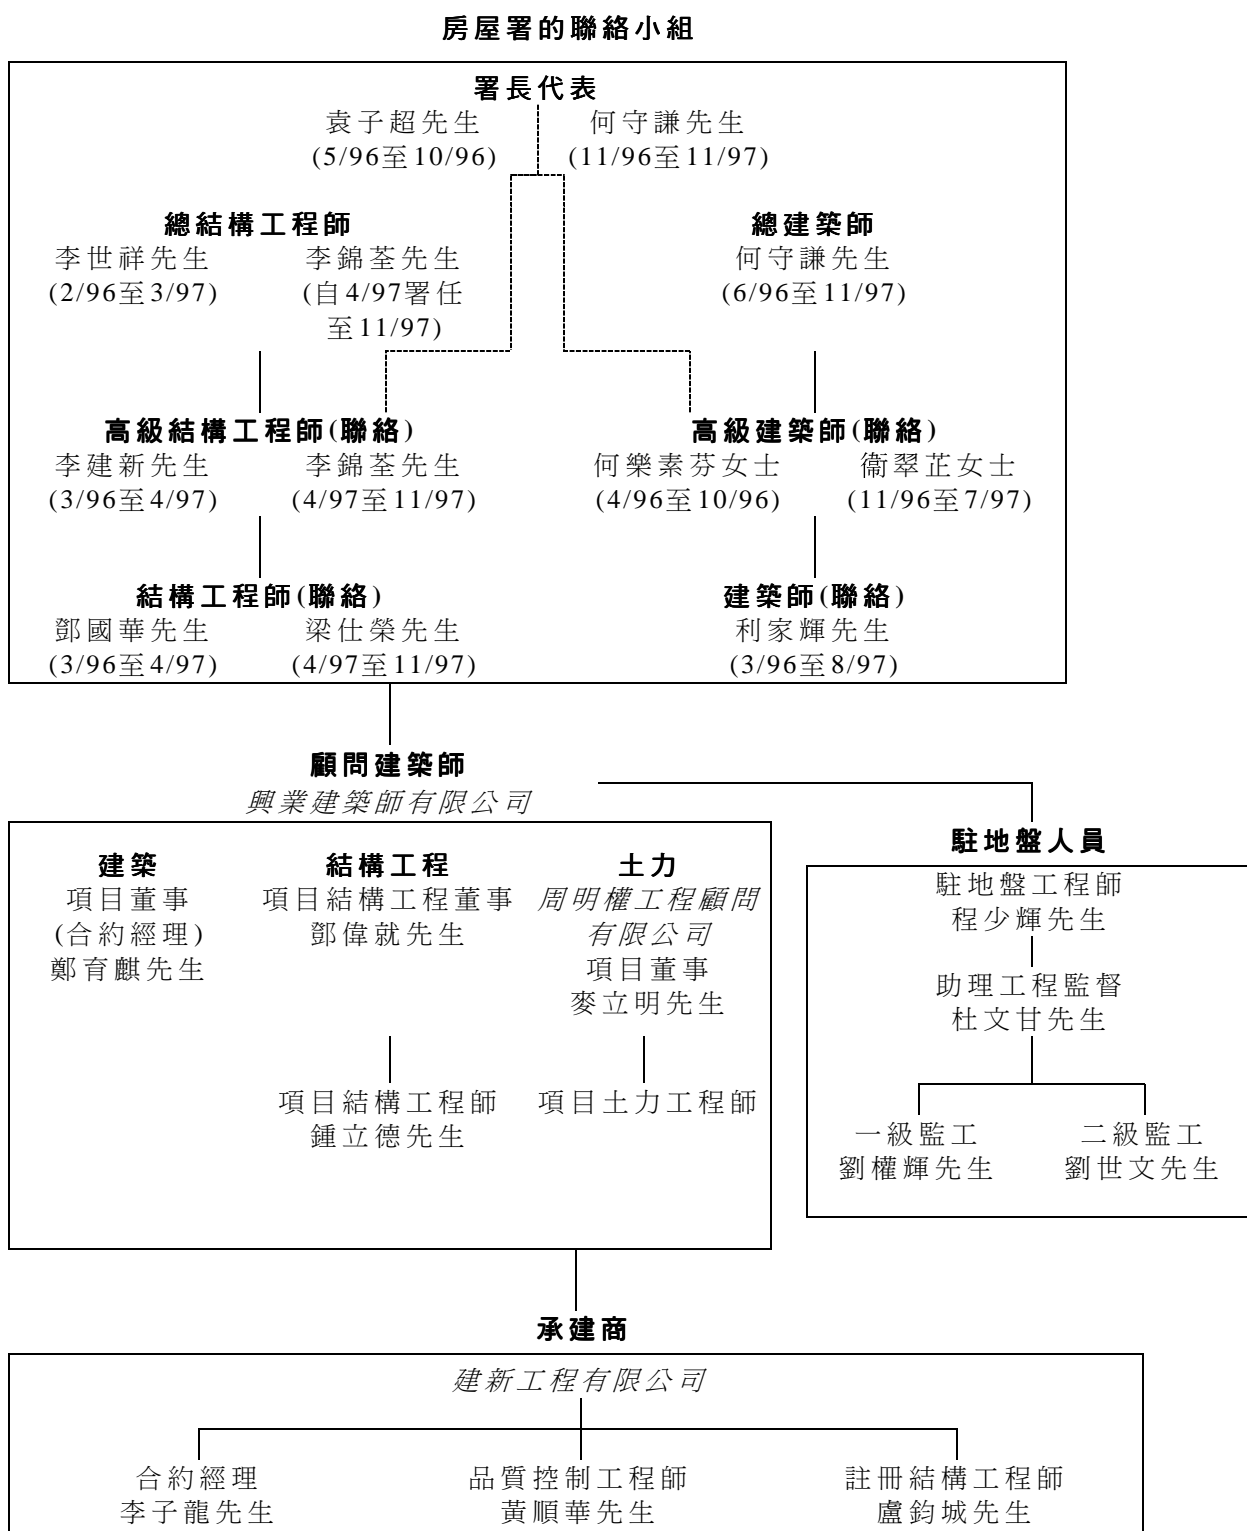 房屋署的聯絡小組
署長代表
袁子超先生
(5/96至10/96)
何守謙先生
(11/96至11/97)
總結構工程師
李世祥先生
(2/96至3/97)
李錦荃先生
(自4/97署任
至11/97)
總建築師
何守謙先生
(6/96至11/97)
高級結構工程師(聯絡)
李建新先生
(3/96至4/97)
李錦荃先生
(4/97至11/97)
高級建築師(聯絡)
何樂素芬女士
(4/96至10/96)
衞翠芷女士
(11/96至7/97)
結構工程師(聯絡)
鄧國華先生
(3/96至4/97)
梁仕榮先生
(4/97至11/97)
建築師(聯絡)
利家輝先生
(3/96至8/97)
顧問建築師
興業建築師有限公司
建築
項目董事
(合約經理)
鄭育麒先生
結構工程
項目結構工程董事
鄧偉就先生
項目結構工程師
鍾立德先生
土力
周明權工程顧問
有限公司
項目董事
麥立明先生
項目土力工程師
駐地盤人員
駐地盤工程師
程少輝先生
助理工程監督
杜文甘先生
一級監工
劉權輝先生
二級監工
劉世文先生
承建商
建新工程有限公司
合約經理
李子龍先生
品質控制工程師
黃順華先生
註冊結構工程師
盧鈞城先生